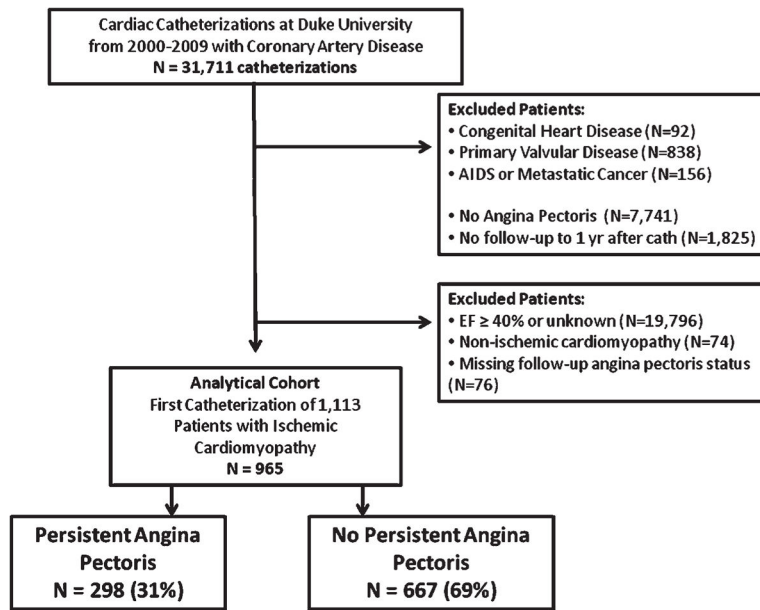 Cardiac Catheterizations at Duke University
from 2000-2009 with Coronary Artery Disease
N = 31,711 catheterizations
Excluded Patients:
• Congenital Heart Disease (N=92)
• Primary Valvular Disease (N=838)
• AIDS or Metastatic Cancer (N=156)
• No Angina Pectoris (N=7,741)
• No follow-up to 1 yr after cath (N=1,825)
Excluded Patients:
• EF ≥ 40% or unknown (N=19,796)
• Non-ischemic cardiomyopathy (N=74)
• Missing follow-up angina pectoris status
(N=76)
Analytical Cohort
First Catheterization of 1,113
Patients with Ischemic
Cardiomyopathy
N = 965
Persistent Angina
Pectoris
N = 298 (31%)
No Persistent Angina
Pectoris
N = 667 (69%)